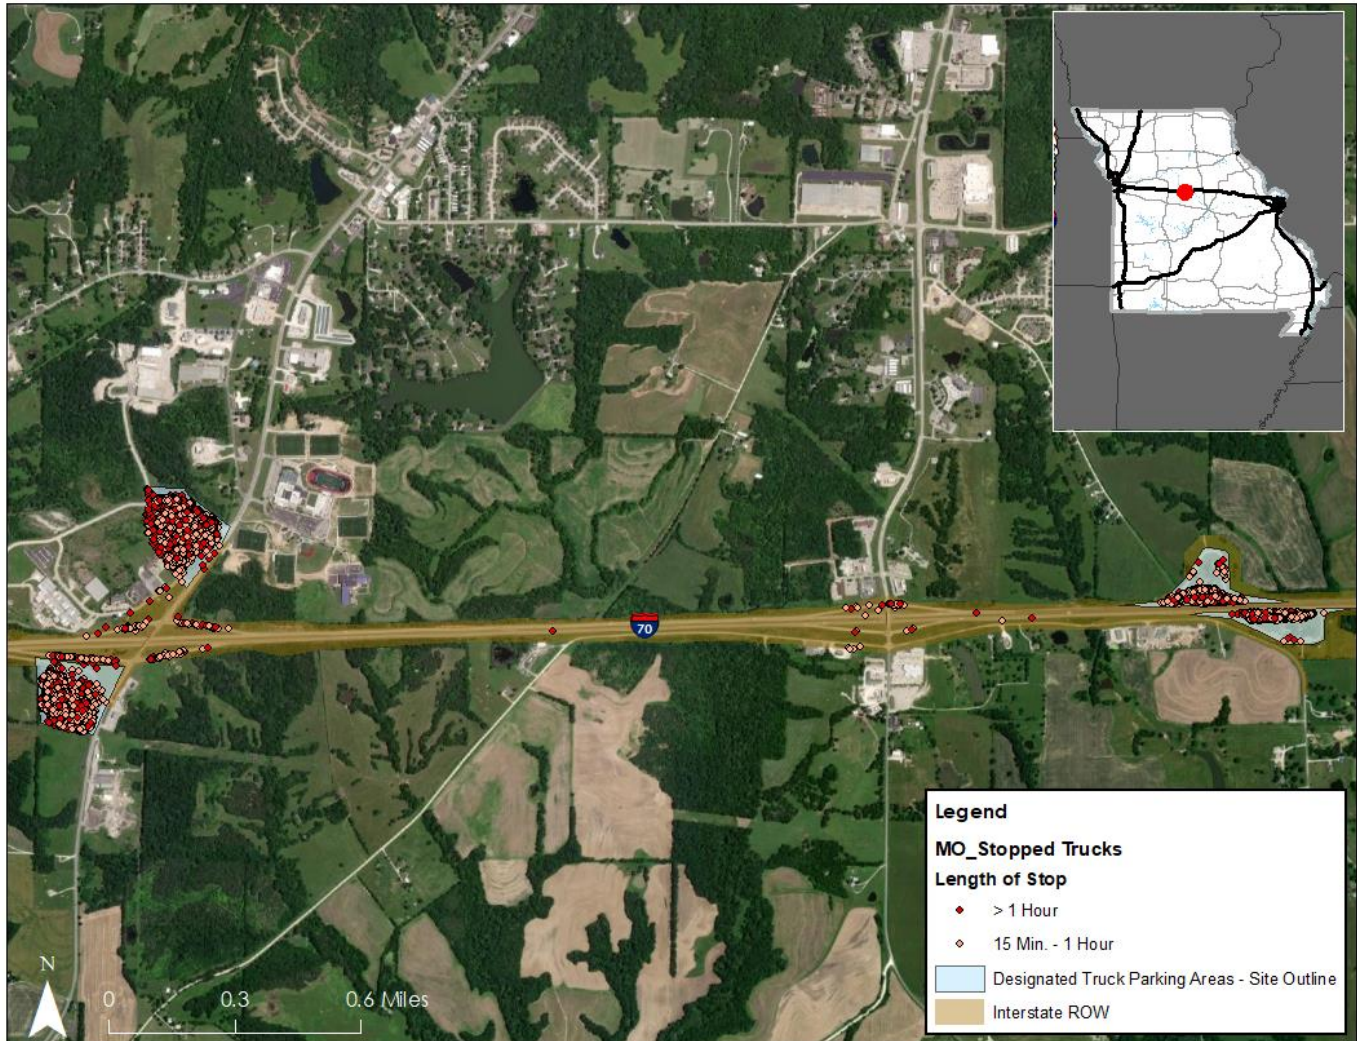 70
Legend
MO_Stopped Trucks
Length of Stop
> 1 Hour
15 Min. - 1 Hour
Designated Truck Parking Areas - Site Outline
Interstate ROW
N
0 0.3 0.6 Miles